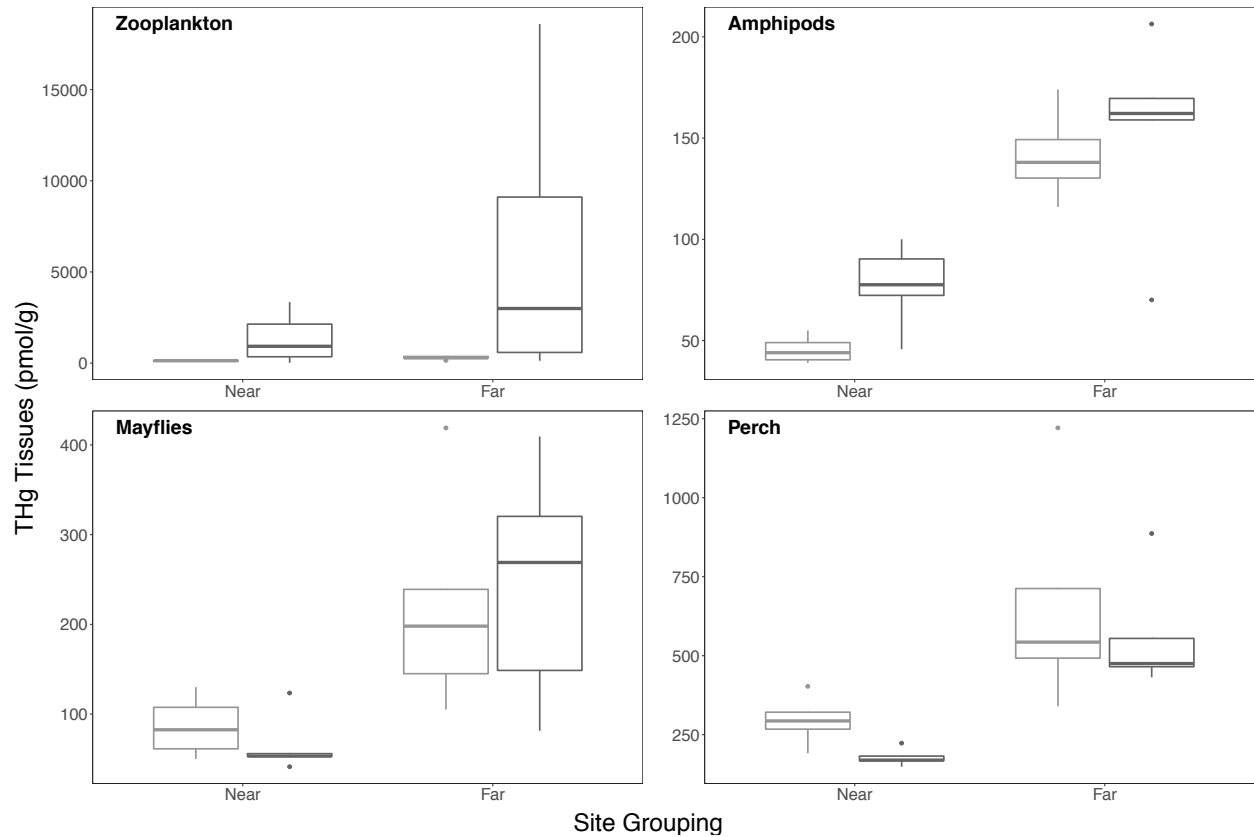 Zooplankton
15000
10000
5000
0
Near
Far
Amphipods
200
150
100
50
Near
Far
Mayflies
400
300
200
100
Near
Far
Perch
1250
1000
750
500
250
Near
Far
THg Tissues (pmol/g)
Site Grouping